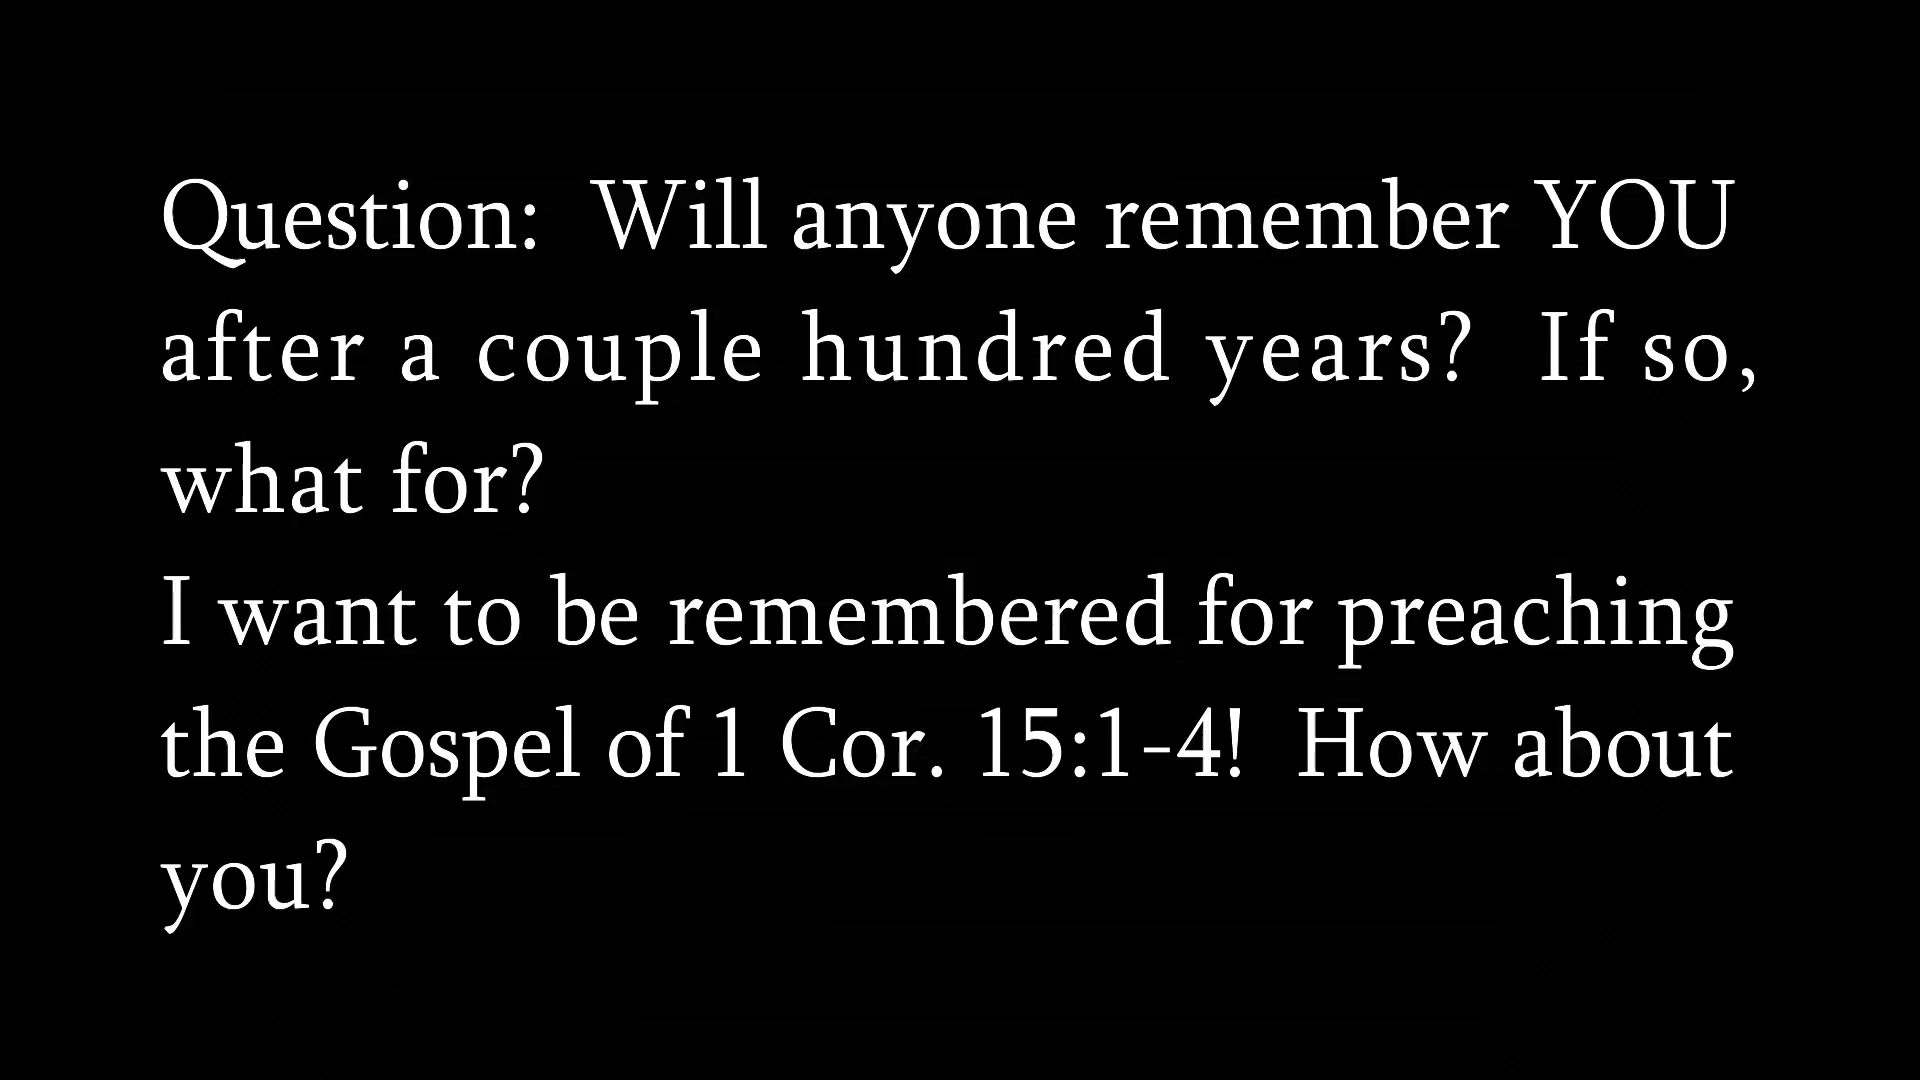 Question:  Will anyone remember YOU
after a couple hundred years?  If so,
what for?
I want to be remembered for preaching
the Gospel of 1 Cor. 15:1-4!  How about
you?